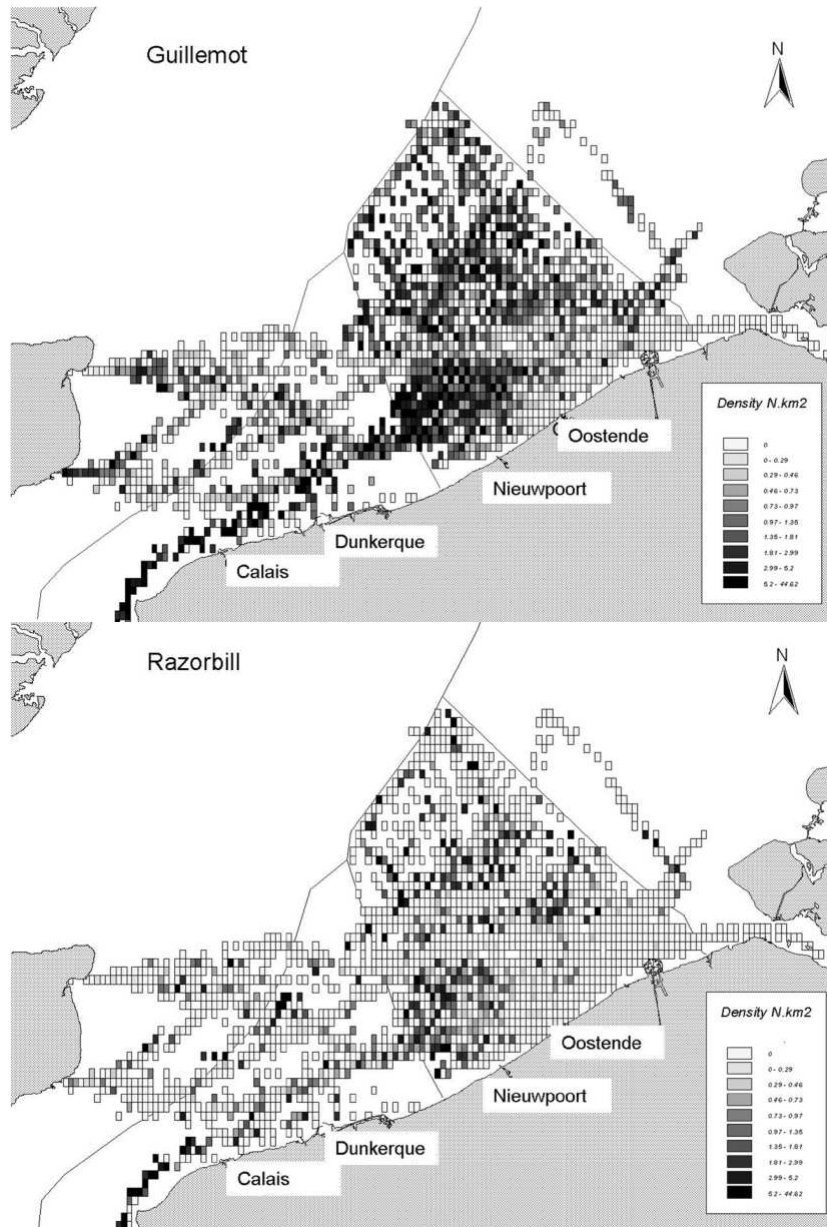 Guillemot
N
Density N.km2
0
0 - 0.29
0.29 - 0.46
0.46 - 0.73
0.73 - 0.97
0.97 - 1.35
1.35 - 1.81
1.81 - 2.99
2.99 - 5.2
5.2 - 44.62
Oostende
Nieuwpoort
Dunkerque
Calais
Razorbill
N
Density N.km2
0
0 - 0.29
0.29 - 0.46
0.46 - 0.73
0.73 - 0.97
0.97 - 1.35
1.35 - 1.81
1.81 - 2.99
2.99 - 5.2
5.2 - 44.62
Oostende
Nieuwpoort
Dunkerque
Calais